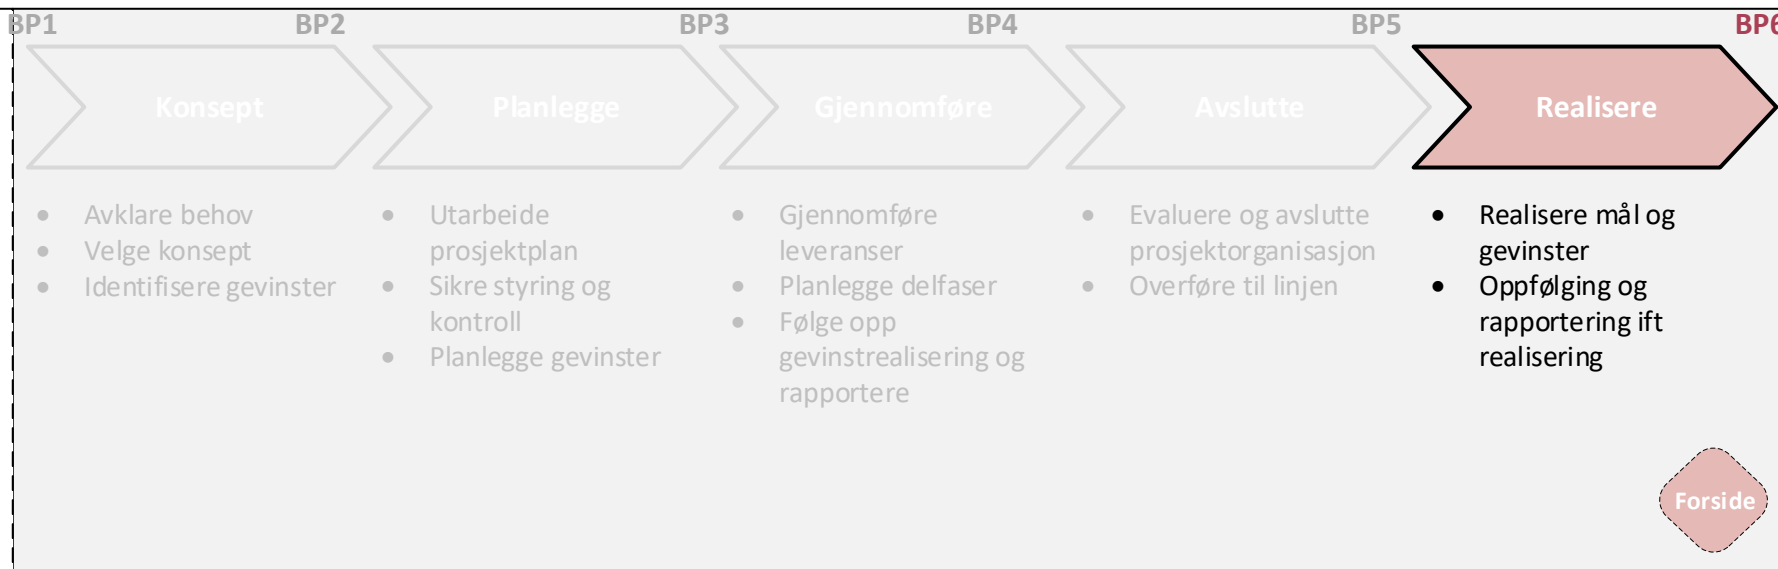 BP1 BP2 BP3 BP4 BP5 BP6
Konsept
Planlegge
Gjennomføre
Avslutte
Realisere
• Avklare behov
• Velge konsept
• Identifisere gevinster
• Utarbeide
prosjektplan
• Sikre styring og
kontroll
• Planlegge gevinster
• Gjennomføre
leveranser
• Planlegge delfaser
• Følge opp
gevinstrealisering og
rapportere
• Evaluere og avslutte
prosjektorganisasjon
• Overføre til linjen
• Realisere mål og
gevinster
• Oppfølging og
rapportering ift
realisering
Forside